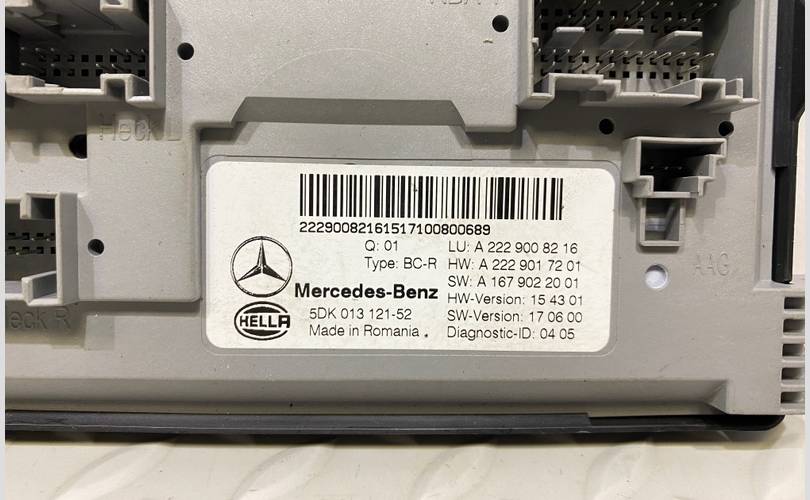 Heck L
22290082161517100800689
Q: 01
LU: A 222 900 82 16
Type: BC-R
HW: A 222 901 72 01
SW: A 167 902 20 01
Mercedes-Benz
HW-Version: 15 43 01
HELLA
5DK 013 121-52
SW-Version: 17 06 00
Made in Romania
Diagnostic-ID: 04 05
AAG
eck R